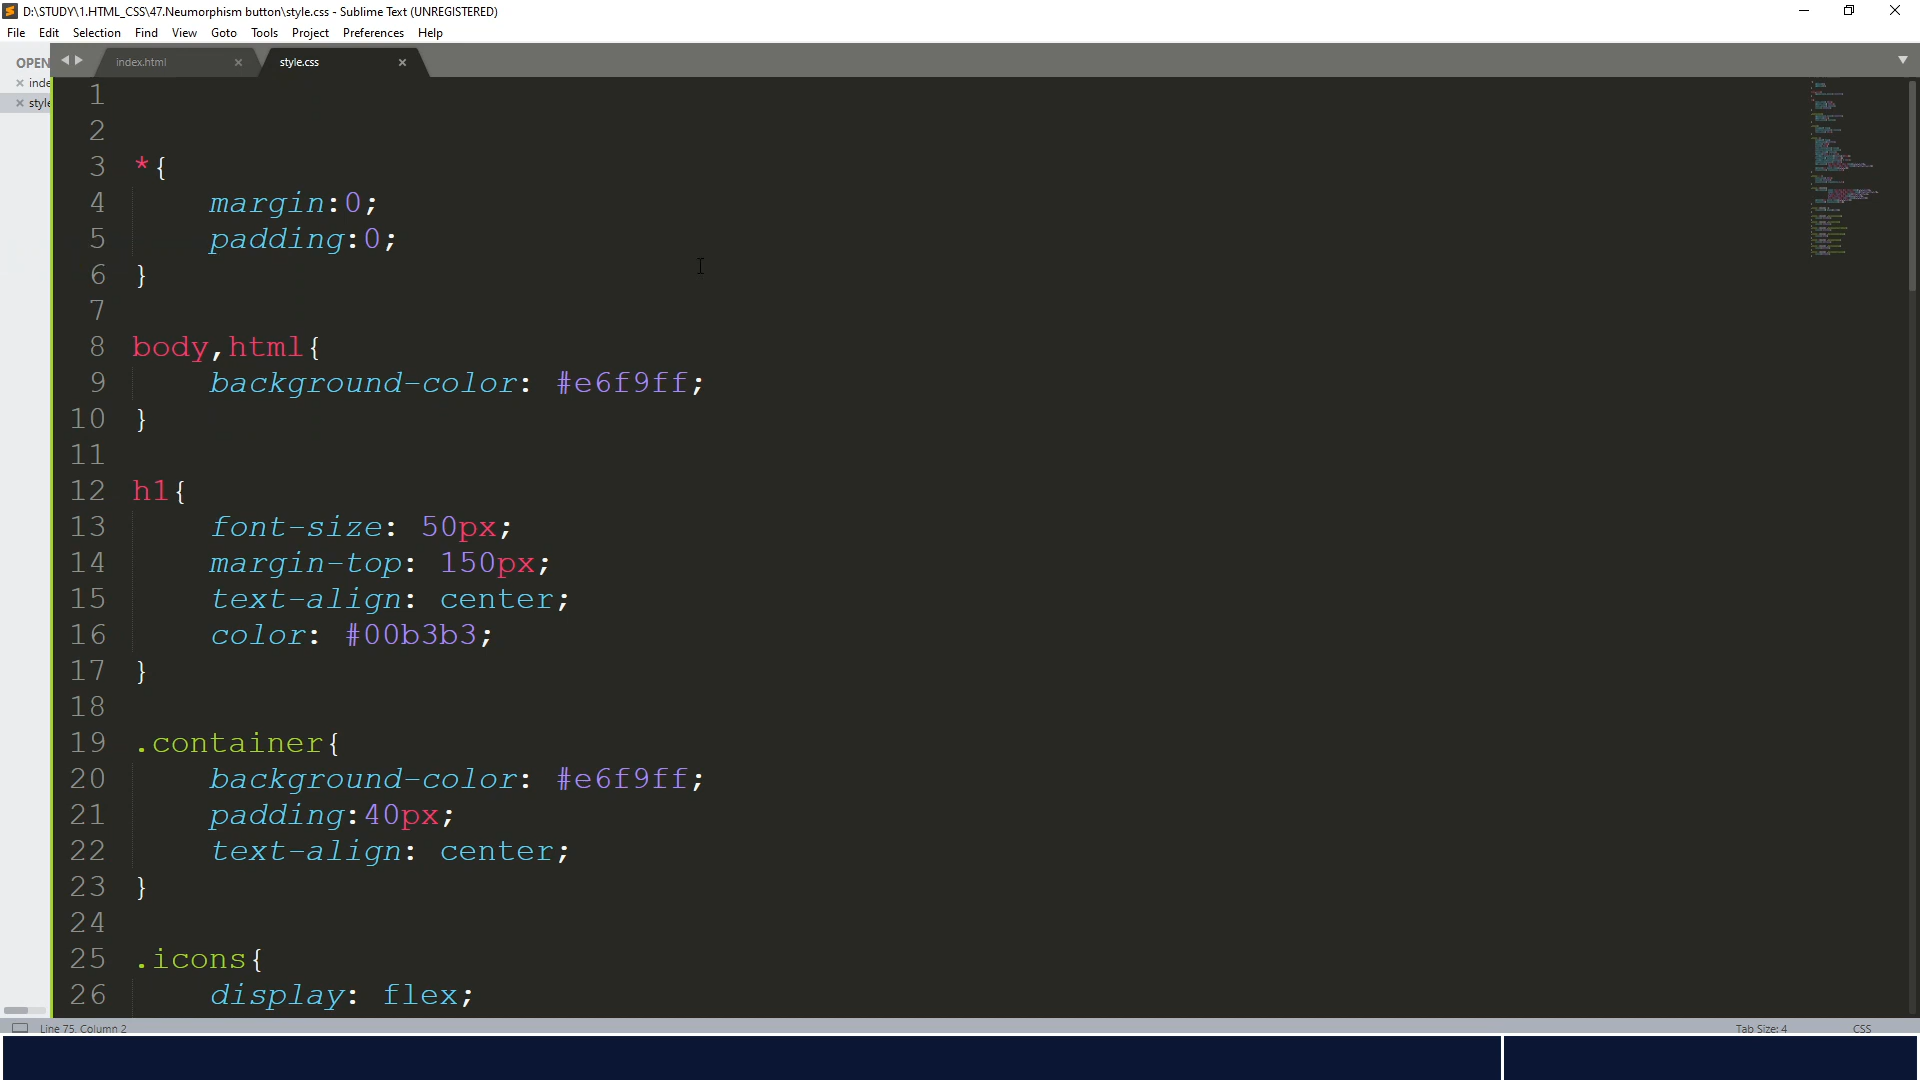 D:\STUDY\1.HTML_CSS\47.Neumorphism button\style.css - Sublime Text (UNREGISTERED)
File Edit Selection Find View Goto Tools Project Preferences Help
OPEN
inde
style
index.html
style.css
1
2
3 *{
4 margin:0;
5 padding:0;
6 }
7
8 body,html{
9 background-color: #e6f9ff;
10 }
11
12 h1{
13 font-size: 50px;
14 margin-top: 150px;
15 text-align: center;
16 color: #00b3b3;
17 }
18
19 .container{
20 background-color: #e6f9ff;
21 padding:40px;
22 text-align: center;
23 }
24
25 .icons{
26 display: flex;
Line 75, Column 2
Tab Size: 4
CSS